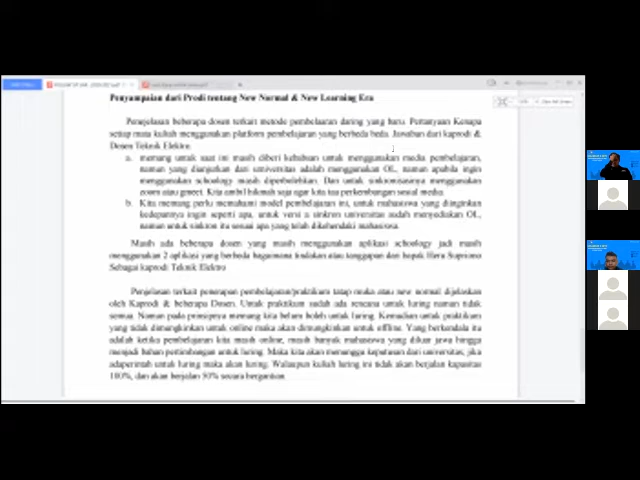 Penyampaian dari Prodi tentang New Normal & New Learning Era
Penejelasan beberapa dosen terkait metode pembelaaran daring yang baru. Pertanyaan Kenapa
setiap mata kuliah menggunakan platform pembelajaran yang berbeda beda. Jawaban dari kaprodi &
Dosen Teknik Elektro.
a. memang untuk saat ini masih diberi kebebasan untuk menggunakan media pembelajaran,
namun yang dianjurkan dari universitas adalah menggunakan OL, namun apabila ingin
menggunakan schoology masih diperbolehkan. Dan untuk sinkronisasinya menggunakan
zoom atau gmeet. Kita ambil hikmah saja agar kita tau perkembangan sosial media.
b. Kita memang perlu memahami model pembelajaran ini, untuk mahasiswa yang diinginkan
kedepannya ingin seperti apa, untuk versi a sinkron universitas sudah menyediakan OL,
namun untuk sinkron itu sesuai apa yang telah dikehendaki mahasiswa.
Masih ada beberapa dosen yang masih menggunakan aplikasi schoology jadi masih
menggunakan 2 aplikasi yang berbeda bagaimana tindakan atau tanggapan dari bapak Heru Supriono
Sebagai kaprodi Teknik Elektro
Penjelasan terkait penerapan pembelajaran/praktikum tatap muka atau new normal dijelaskan
oleh Kaprodi & beberapa Dosen. Untuk praktikum sudah ada rencana untuk luring namun tidak
semua. Namun pada prinsipnya memang kita belum boleh untuk luring. Kemudian untuk praktikum
yang tidak dimungkinkan untuk online maka akan dimungkinkan untuk offline. Yang berkendala itu
adalah ketika pembelajaran kita masih online, masih banyak mahasiswa yang diluar jawa hingga
menjadi bahan pertimbangan untuk luring. Maka kita akan menunggu keputusan dari universitas, jika
adaperintah untuk luring maka akan luring. Walaupun kuliah luring ini tidak akan berjalan kapasitas
100%, dan akan berjalan 50% secara bergantian.